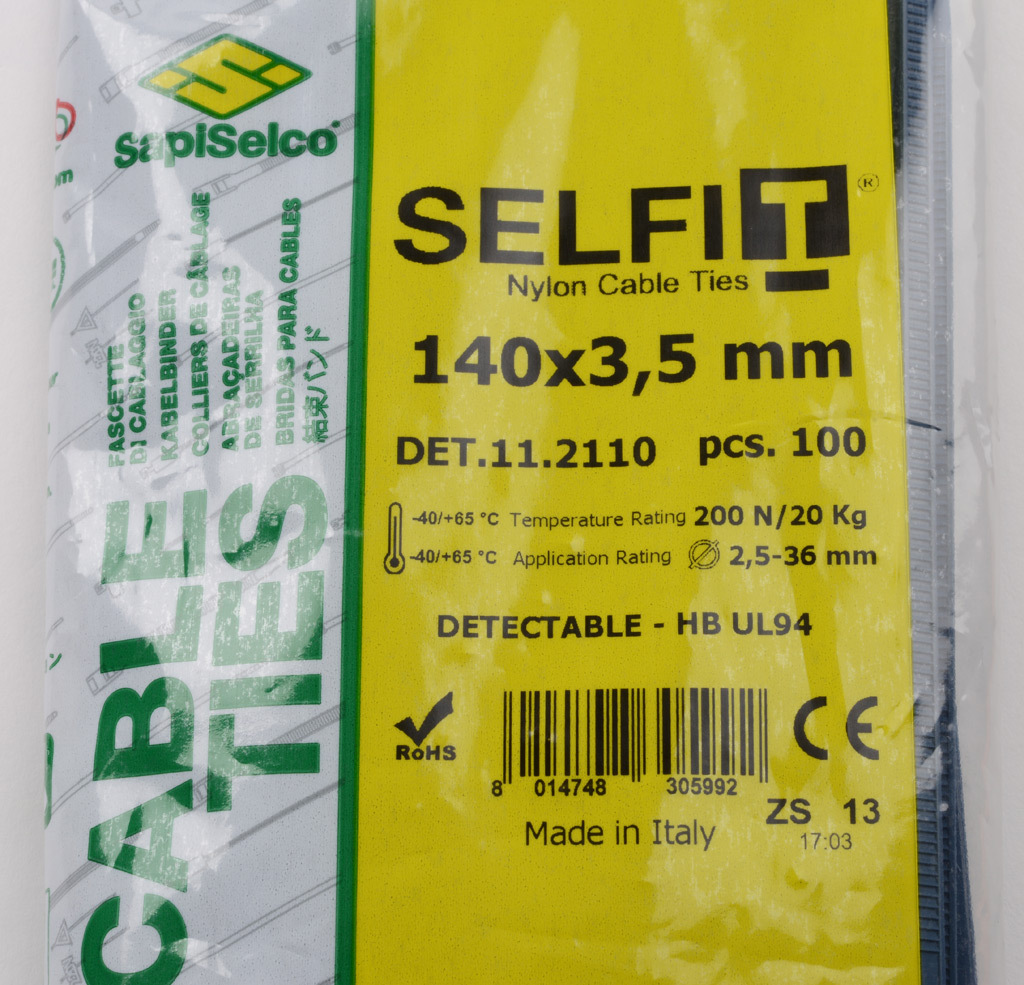 SapiSelco
FASCETTE
DI CABLAGGIO
KABELBINDER
COLLIERS DE CÂBLAGE
ABRAÇADEIRAS
DE SERRILHA
BRIDAS PARA CABLES
結束バンド
CABLE
TIES
SELFIT®
Nylon Cable Ties
140x3,5 mm
DET.11.2110 pcs. 100
-40/+65 °C Temperature Rating 200 N/20 Kg
-40/+65 °C Application Rating 2,5-36 mm
DETECTABLE - HB UL94
RoHS
CE
8 014748 305992
ZS 13
Made in Italy
17:03